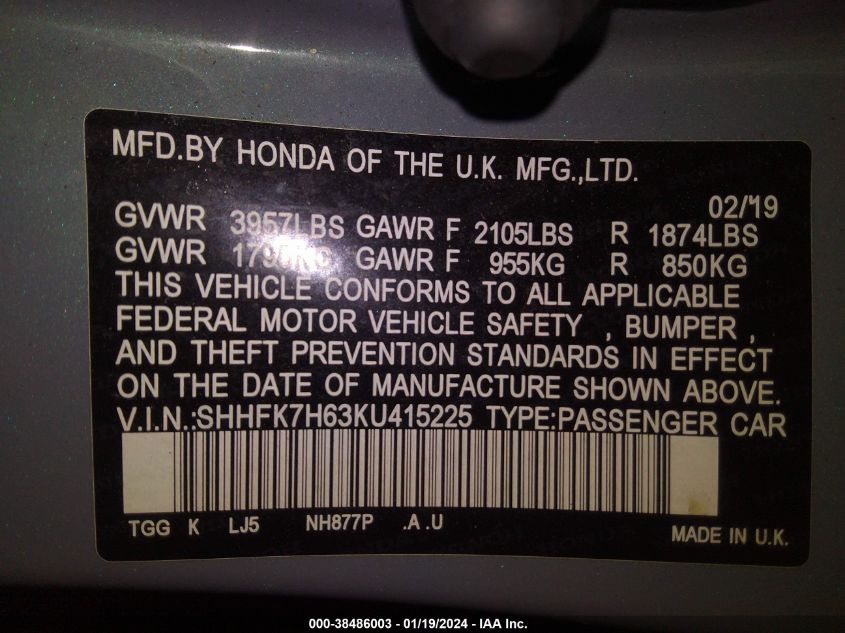 MFD.BY HONDA OF THE U.K. MFG.,LTD.
02/'19
GVWR 3957LBS GAWR F 2105LBS R 1874LBS
GVWR GAWR F 955KG R 850KG
THIS VEHICLE CONFORMS TO ALL APPLICABLE
FEDERAL MOTOR VEHICLE SAFETY , BUMPER ,
AND THEFT PREVENTION STANDARDS IN EFFECT
ON THE DATE OF MANUFACTURE SHOWN ABOVE.
V.I.N.:SHHFK7H63KU415225 TYPE:PASSENGER CAR
TGG K LJ5 NH877P .A .U
MADE IN U.K.
000-38486003 - 01/19/2024 - IAA Inc.